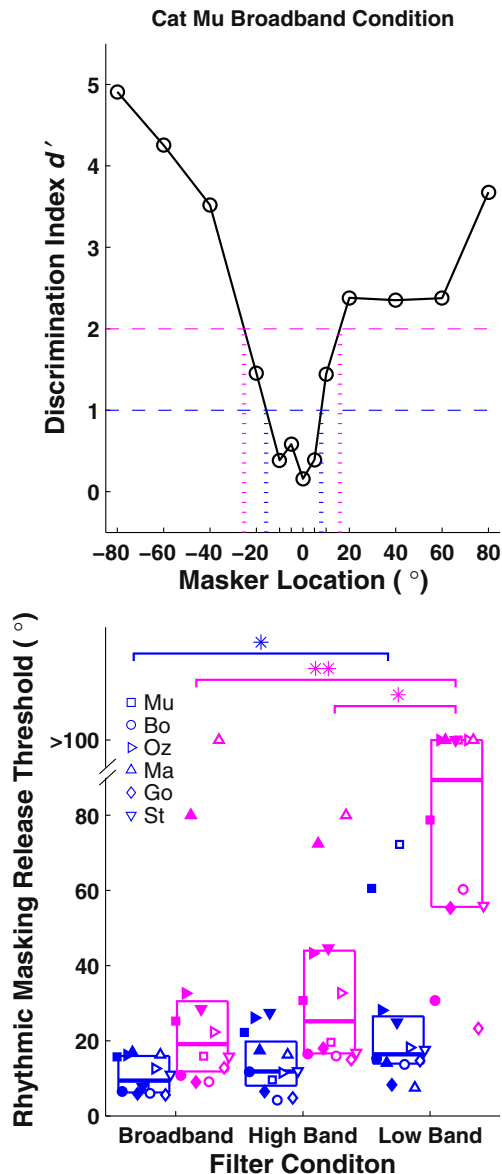 Cat Mu Broadband Condition
Discrimination Index d′
5
4
3
2
1
0
−80 −60 −40 −20 0 20 40 60 80
Masker Location ( °)
Rhythmic Masking Release Threshold ( °)
>100
80
60
40
20
0
* ** *
Mu
Bo
Oz
Ma
Go
St
Broadband High Band Low Band
Filter Conditon